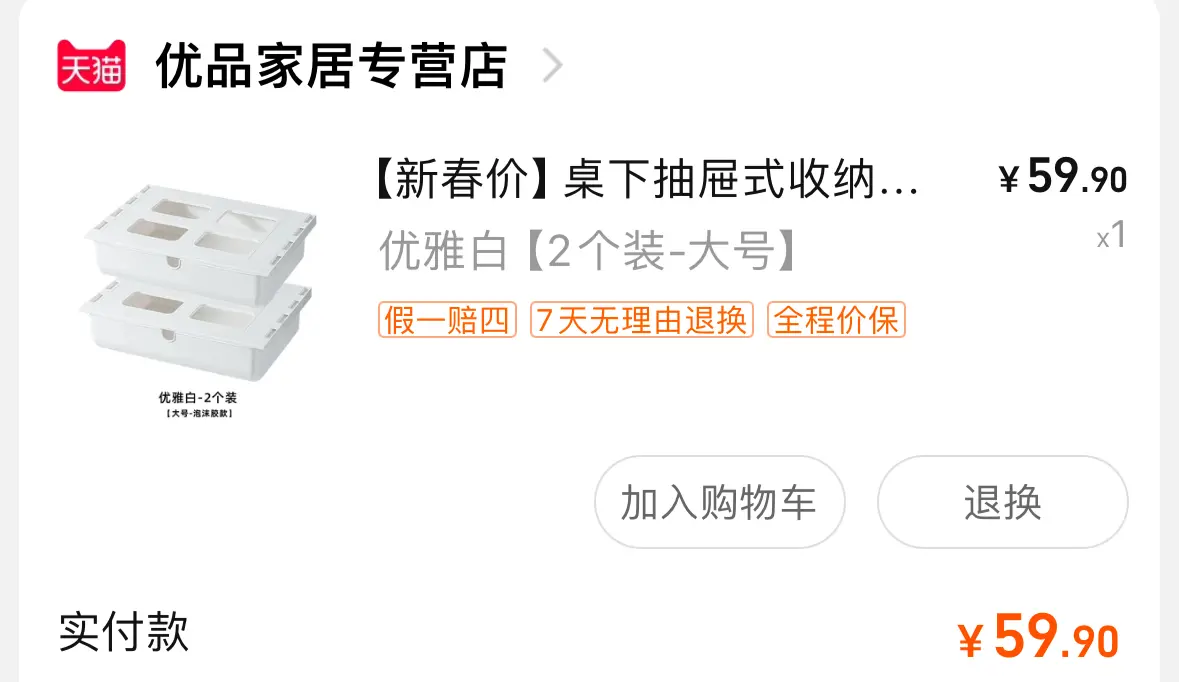 天猫 优品家居专营店
【新春价】桌下抽屉式收纳... ¥59.90
优雅白【2个装-大号】 x1
假一赔四 7天无理由退换 全程价保
优雅白-2个装
【大号-泡沫胶款】
加入购物车 退换
实付款 ¥59.90